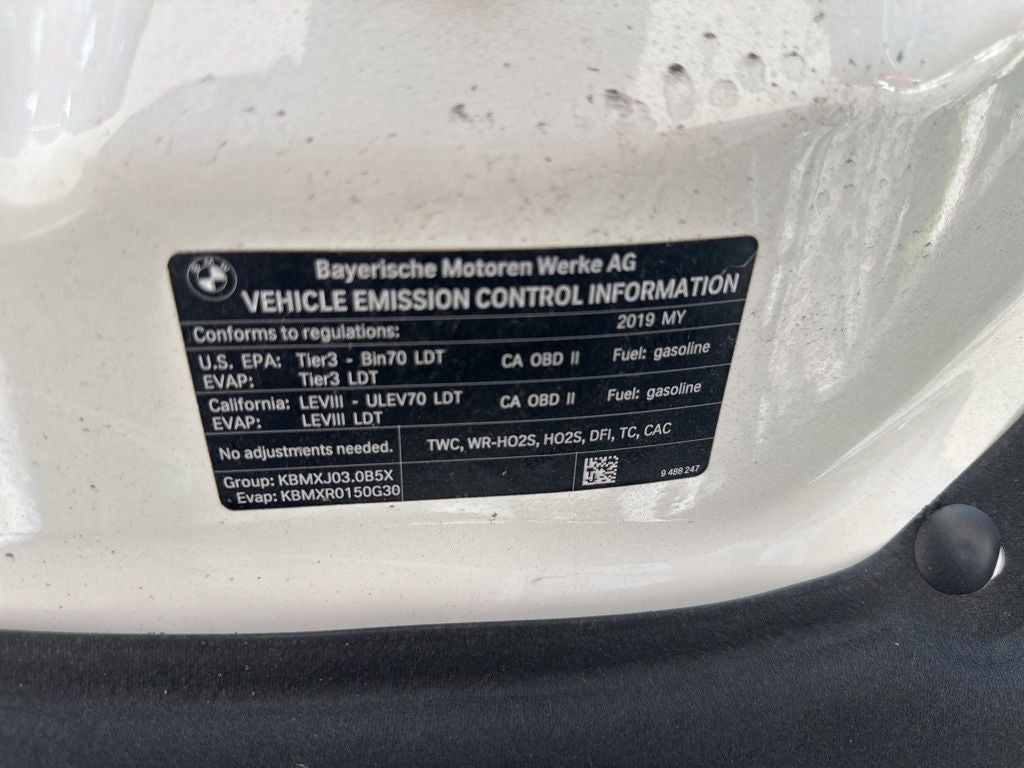 BMW
Bayerische Motoren Werke AG
VEHICLE EMISSION CONTROL INFORMATION
Conforms to regulations: 2019 MY
U.S. EPA: Tier3 - Bin70 LDT CA OBD II Fuel: gasoline
EVAP: Tier3 LDT
California: LEVIII - ULEV70 LDT CA OBD II Fuel: gasoline
EVAP: LEVIII LDT
No adjustments needed. TWC, WR-HO2S, HO2S, DFI, TC, CAC
Group: KBMXJ03.0B5X
Evap: KBMXR0150G30
9 488 247